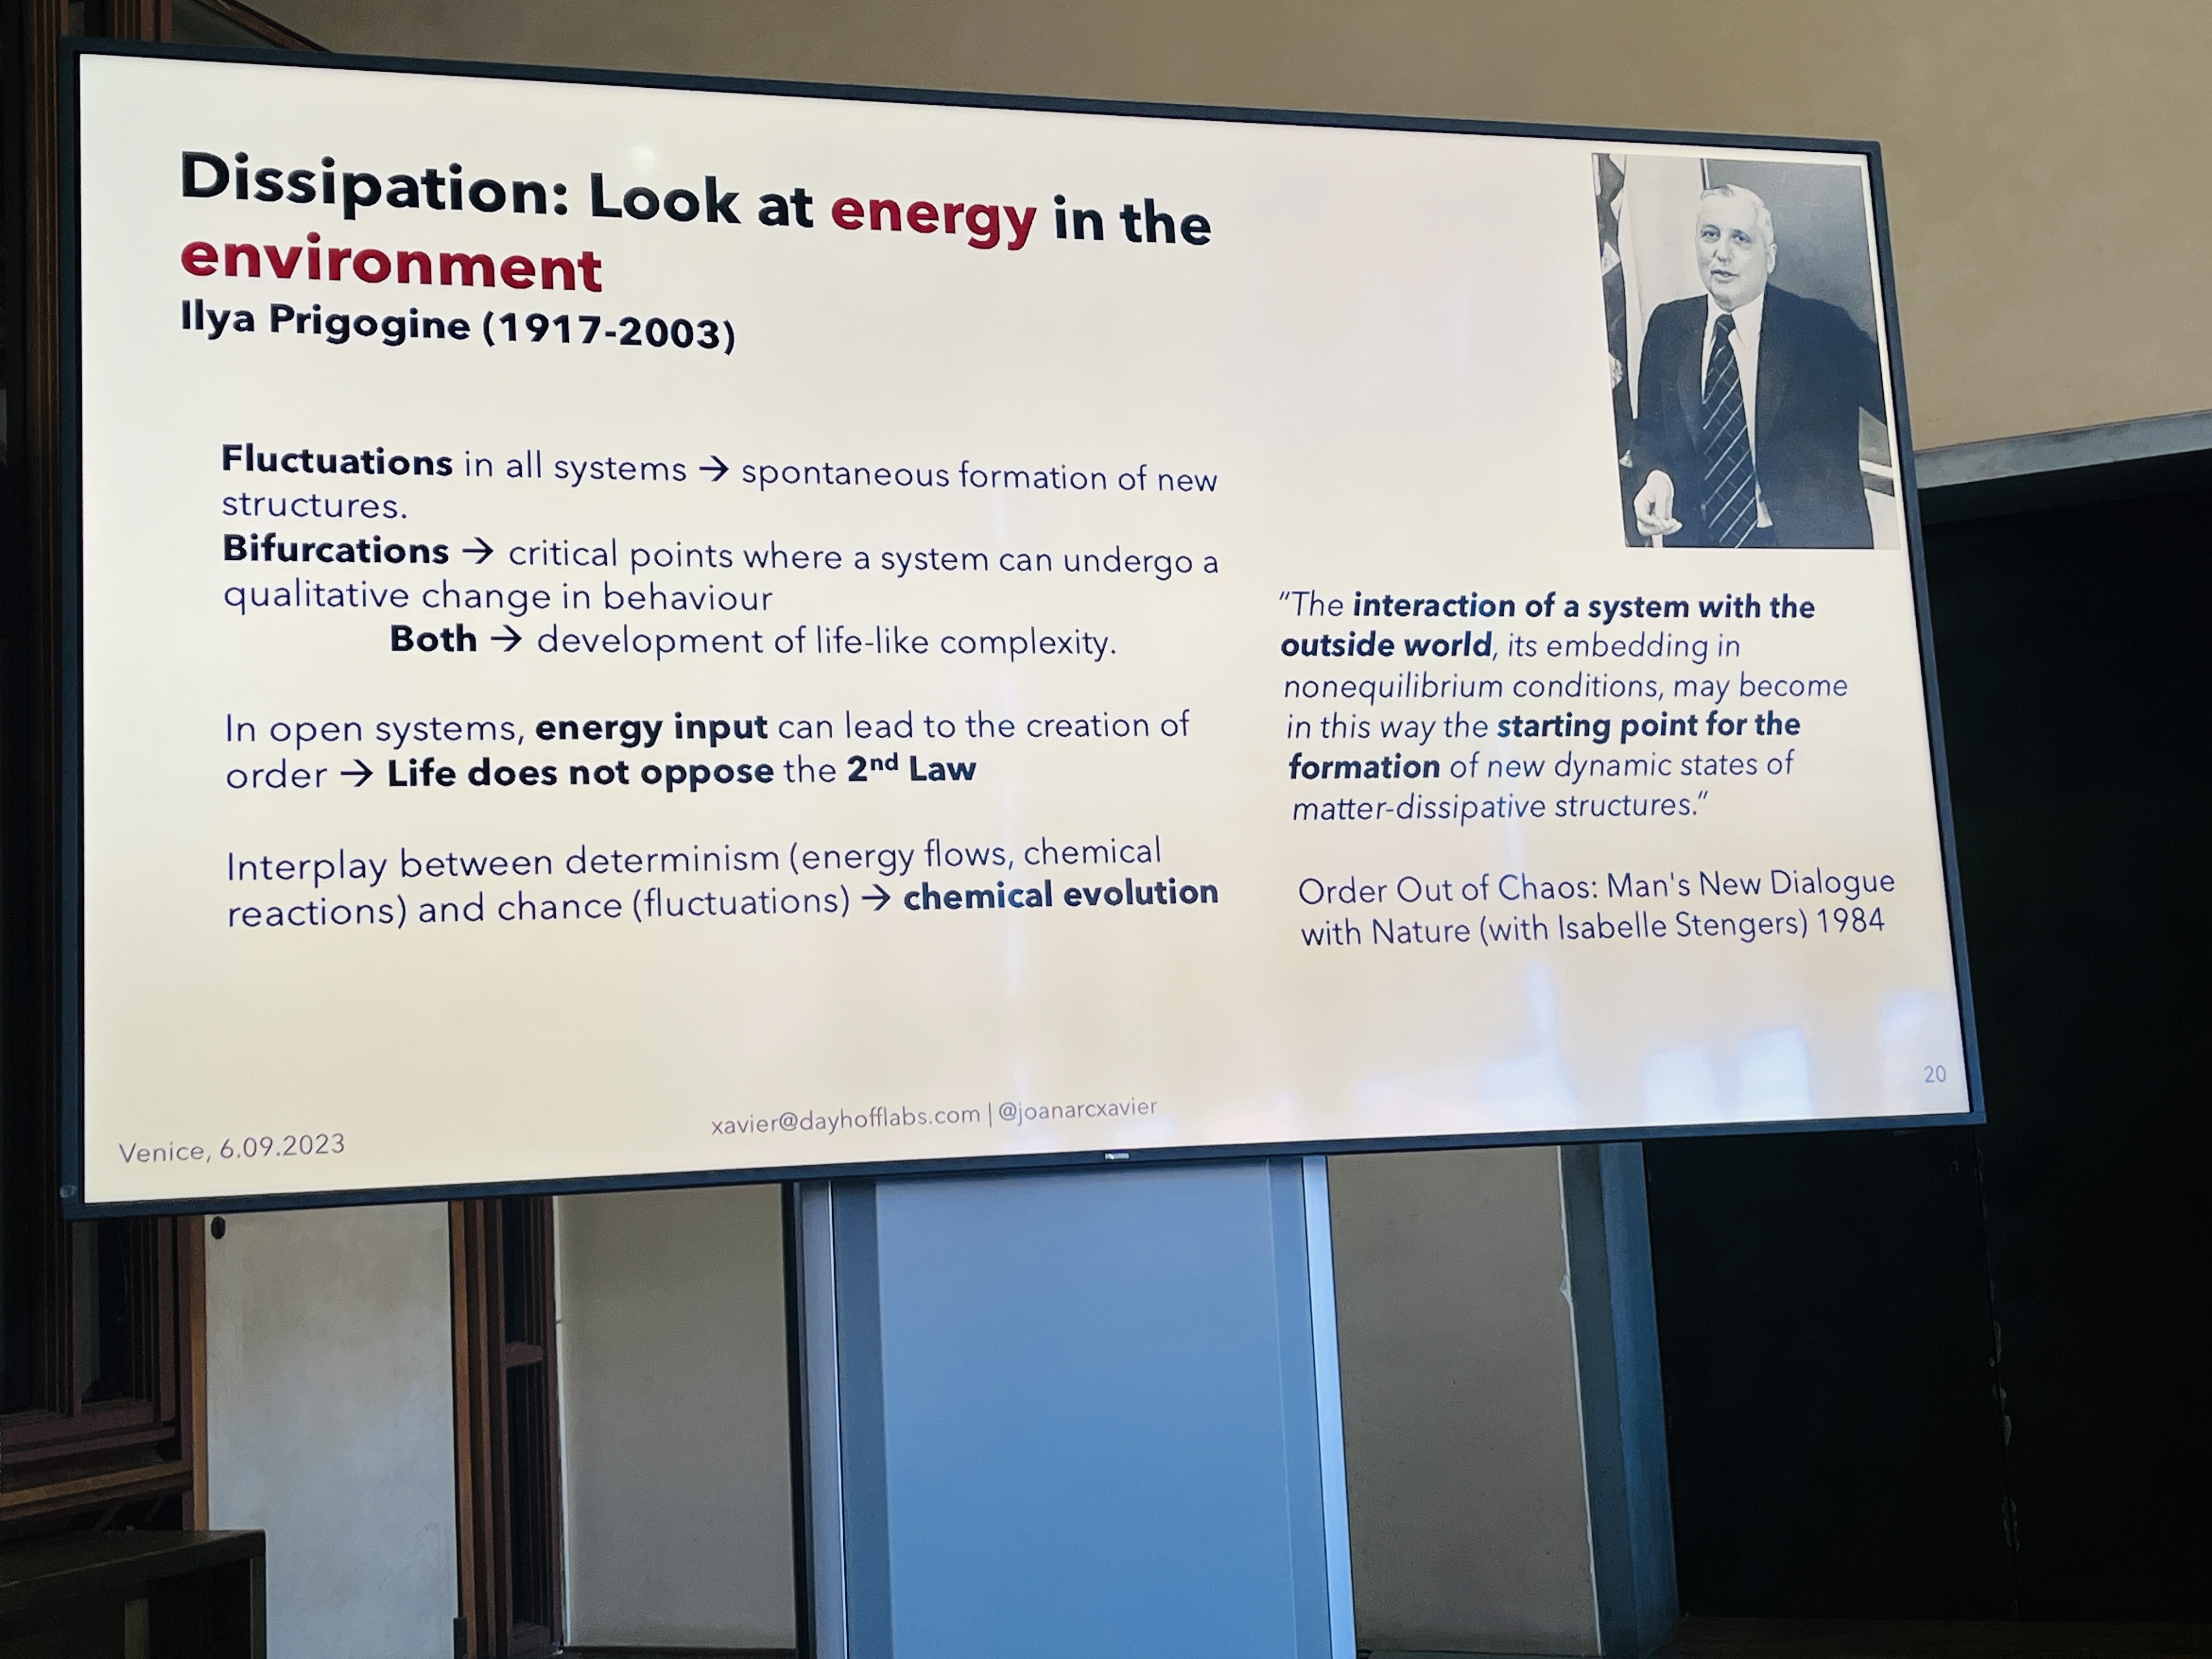 Dissipation: Look at energy in the
environment
Ilya Prigogine (1917-2003)
Fluctuations in all systems → spontaneous formation of new
structures.
Bifurcations → critical points where a system can undergo a
qualitative change in behaviour
Both → development of life-like complexity.
In open systems, energy input can lead to the creation of
order → Life does not oppose the 2nd Law
Interplay between determinism (energy flows, chemical
reactions) and chance (fluctuations) → chemical evolution
"The interaction of a system with the
outside world, its embedding in
nonequilibrium conditions, may become
in this way the starting point for the
formation of new dynamic states of
matter-dissipative structures."
Order Out of Chaos: Man's New Dialogue
with Nature (with Isabelle Stengers) 1984
20
xavier@dayhofflabs.com | @joanarcxavier
Venice, 6.09.2023